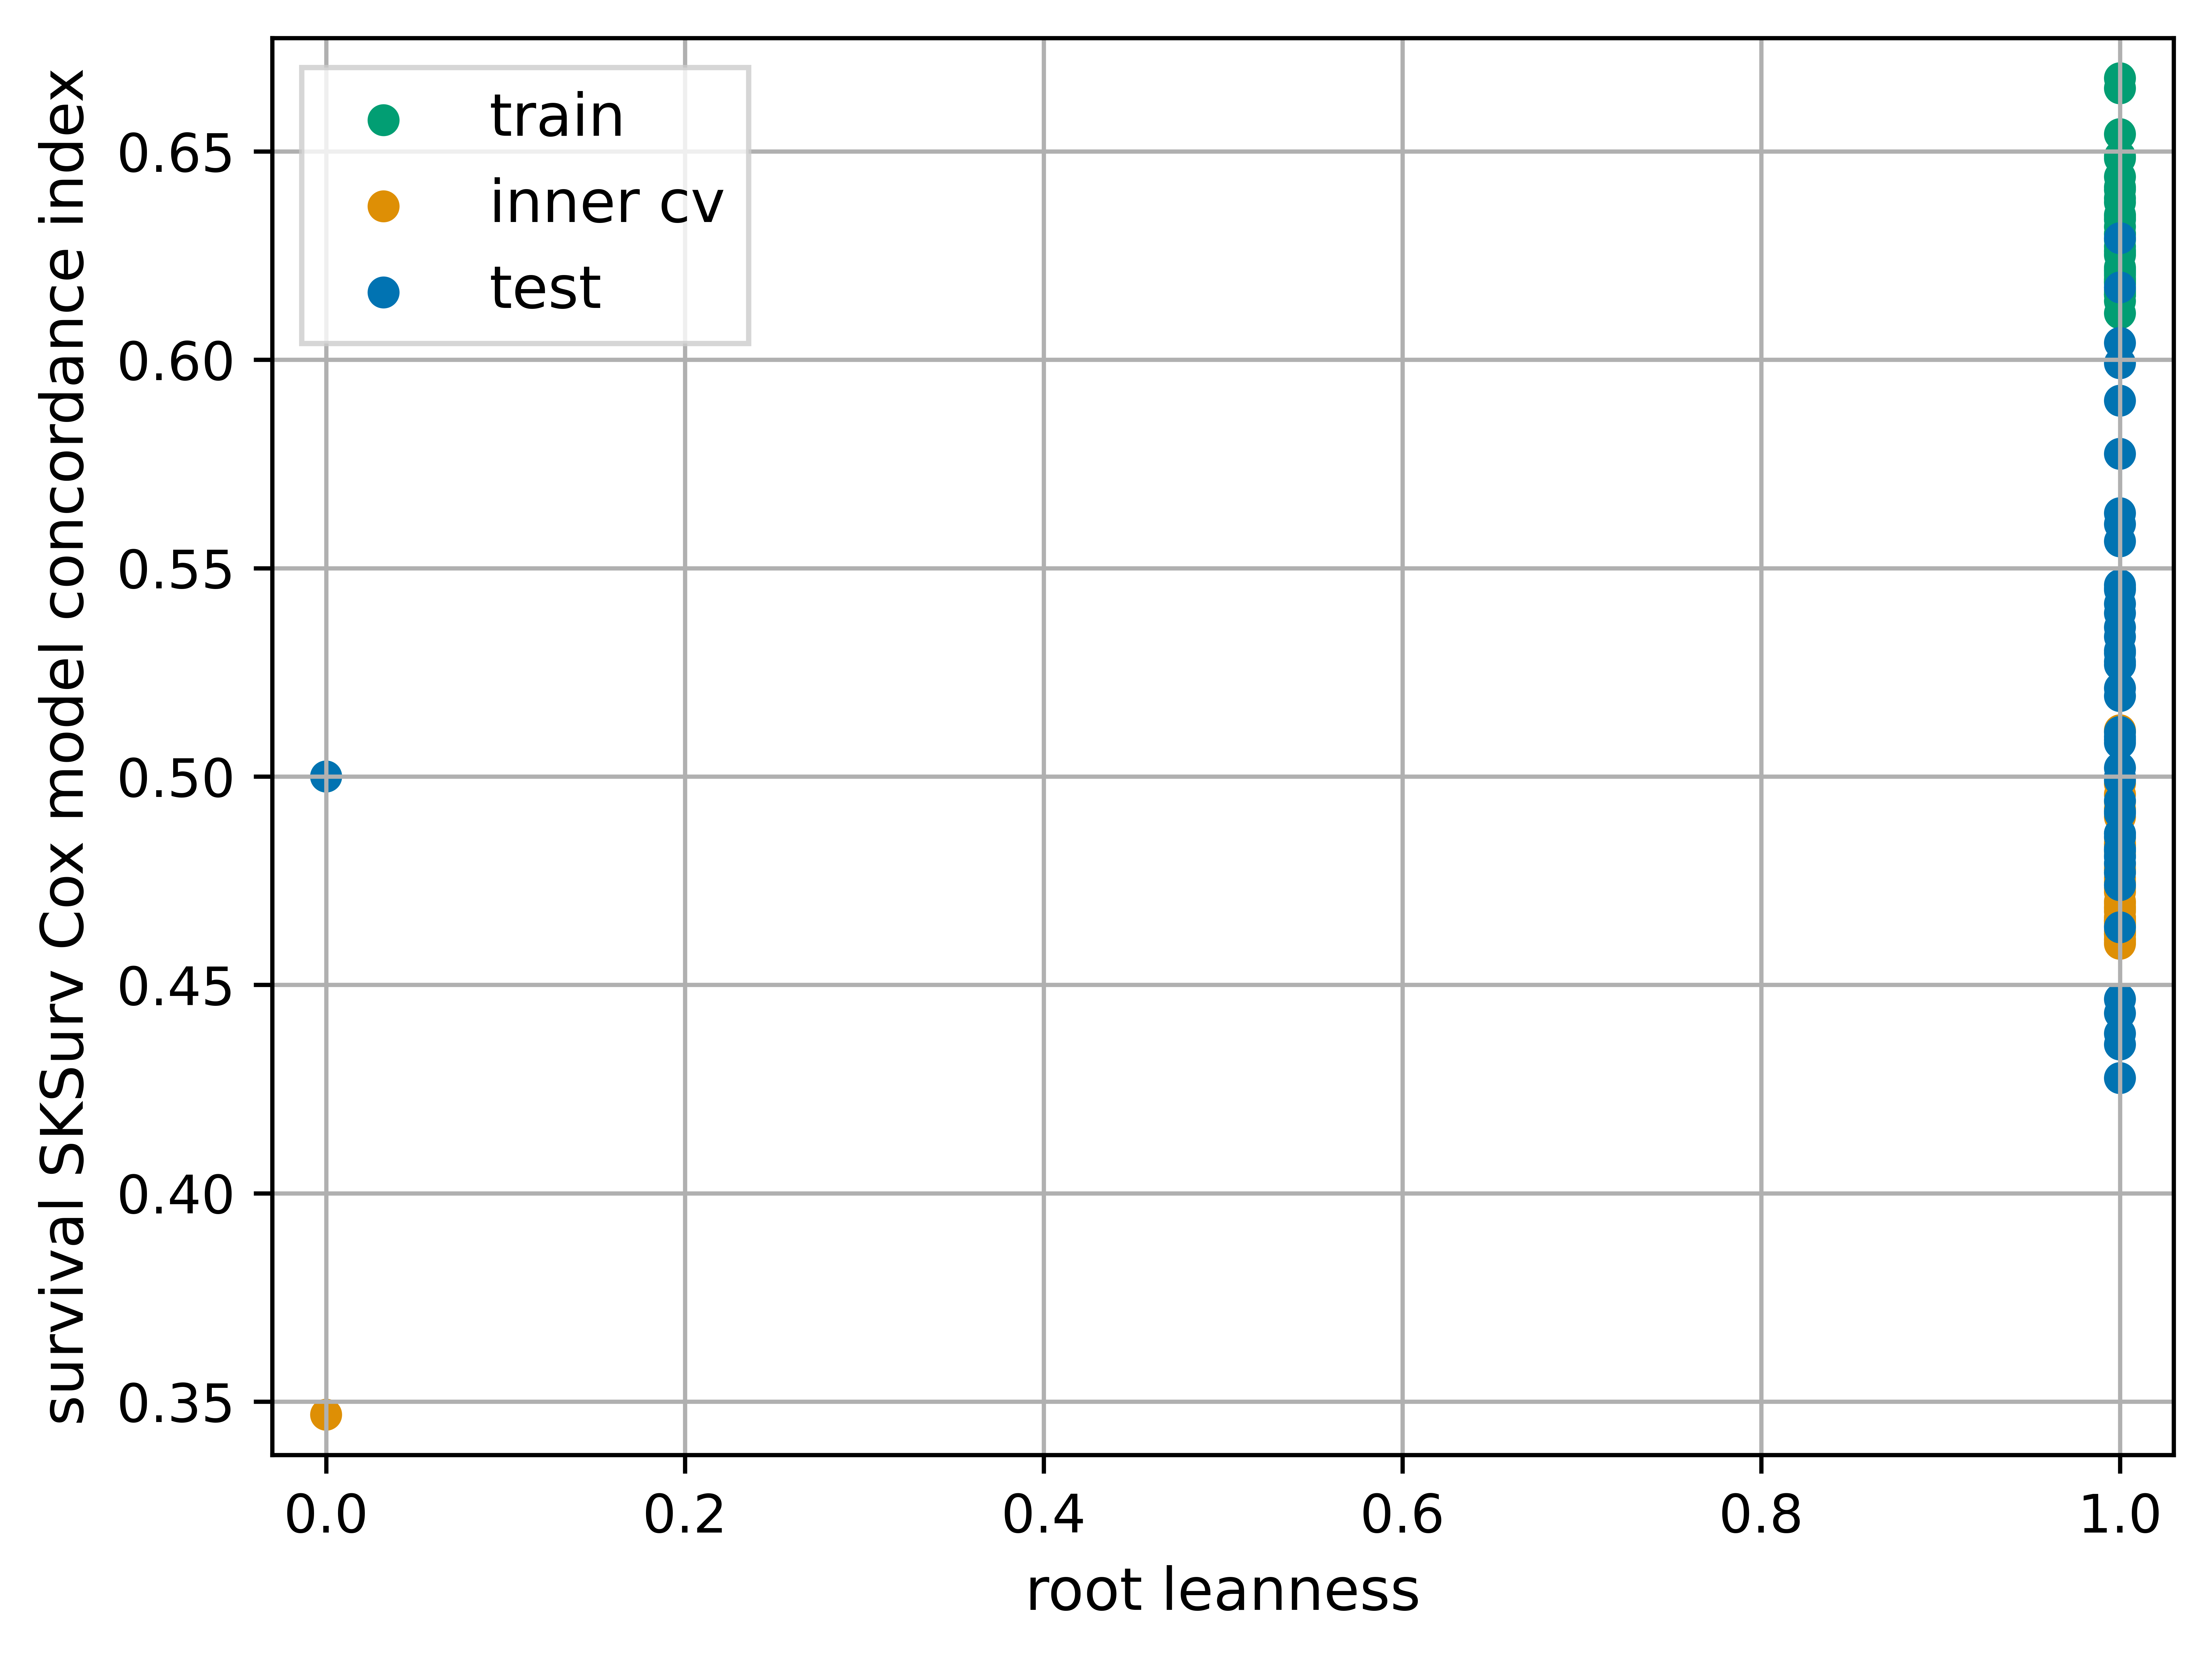 survival SKSurv Cox model concordance index
train
inner cv
test
0.65
0.60
0.55
0.50
0.45
0.40
0.35
0.0 0.2 0.4 0.6 0.8 1.0
root leanness